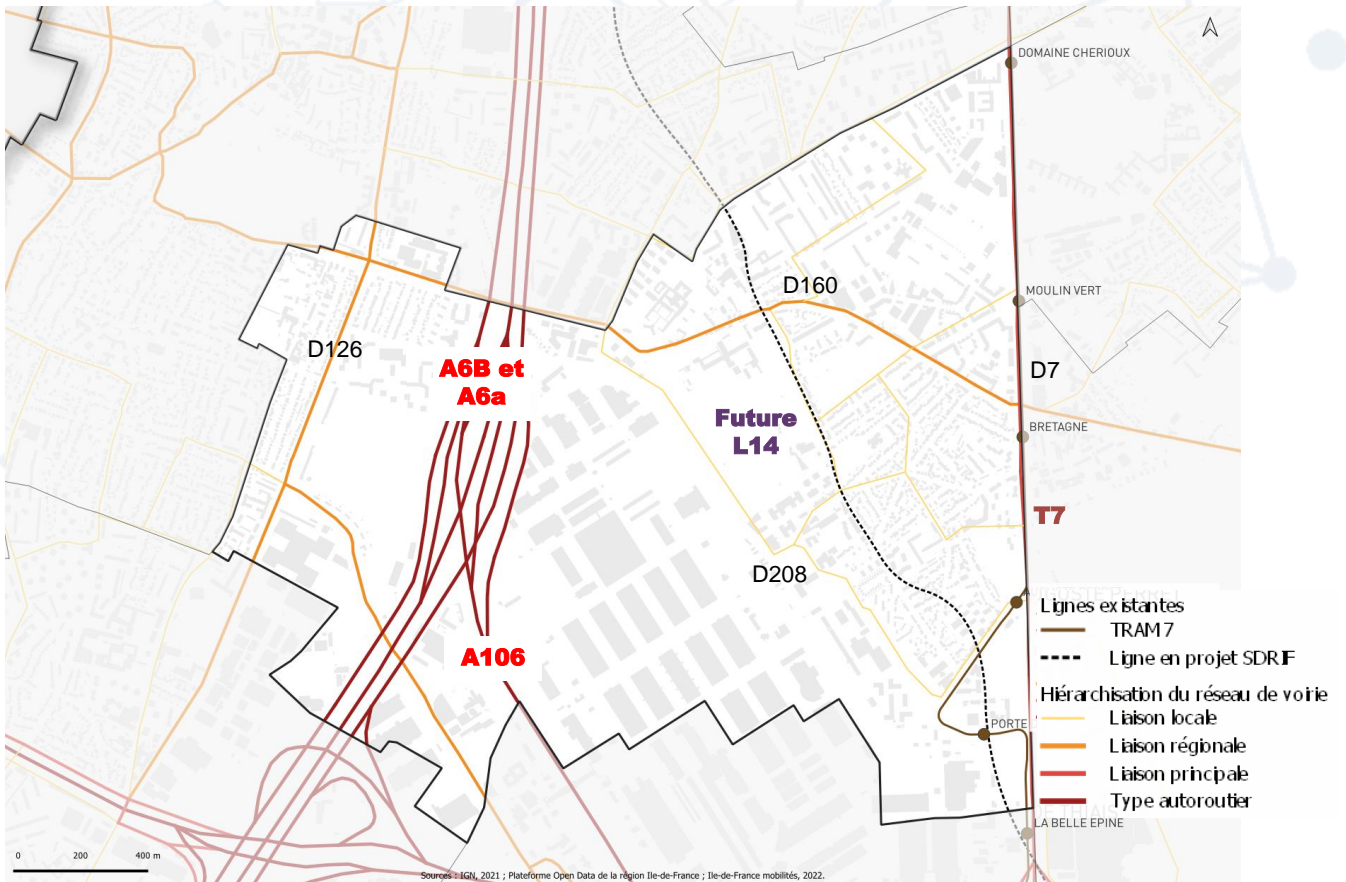 DOMAINE CHERIOUX
D160
MOULIN VERT
D126
A6B et
A6a
D7
Future
L14
BRETAGNE
T7
D208
Lignes existantes
TRAM 7
Ligne en projet SDRIF
Hiérarchisation du réseau de voirie
Liaison locale
Liaison régionale
Liaison principale
Type autoroutier
A106
PORTE
LA BELLE EPINE
0 200 400 m
Sources : IGN, 2021 ; Plateforme Open Data de la région Ile-de-France ; Ile-de-France mobilités, 2022.